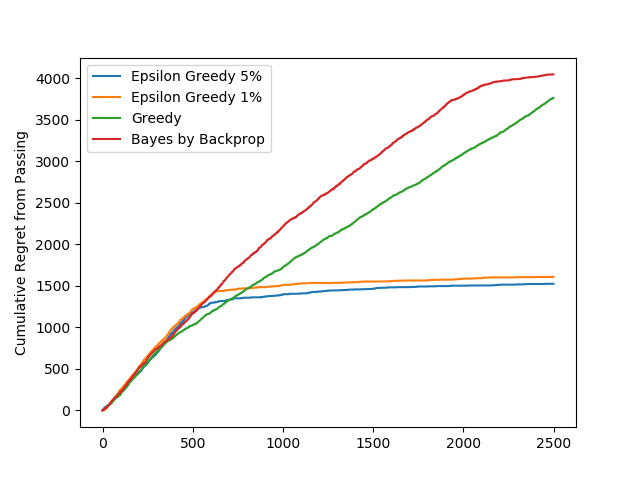 Epsilon Greedy 5%
Epsilon Greedy 1%
Greedy
Bayes by Backprop
Cumulative Regret from Passing
4000
3500
3000
2500
2000
1500
1000
500
0
0 500 1000 1500 2000 2500